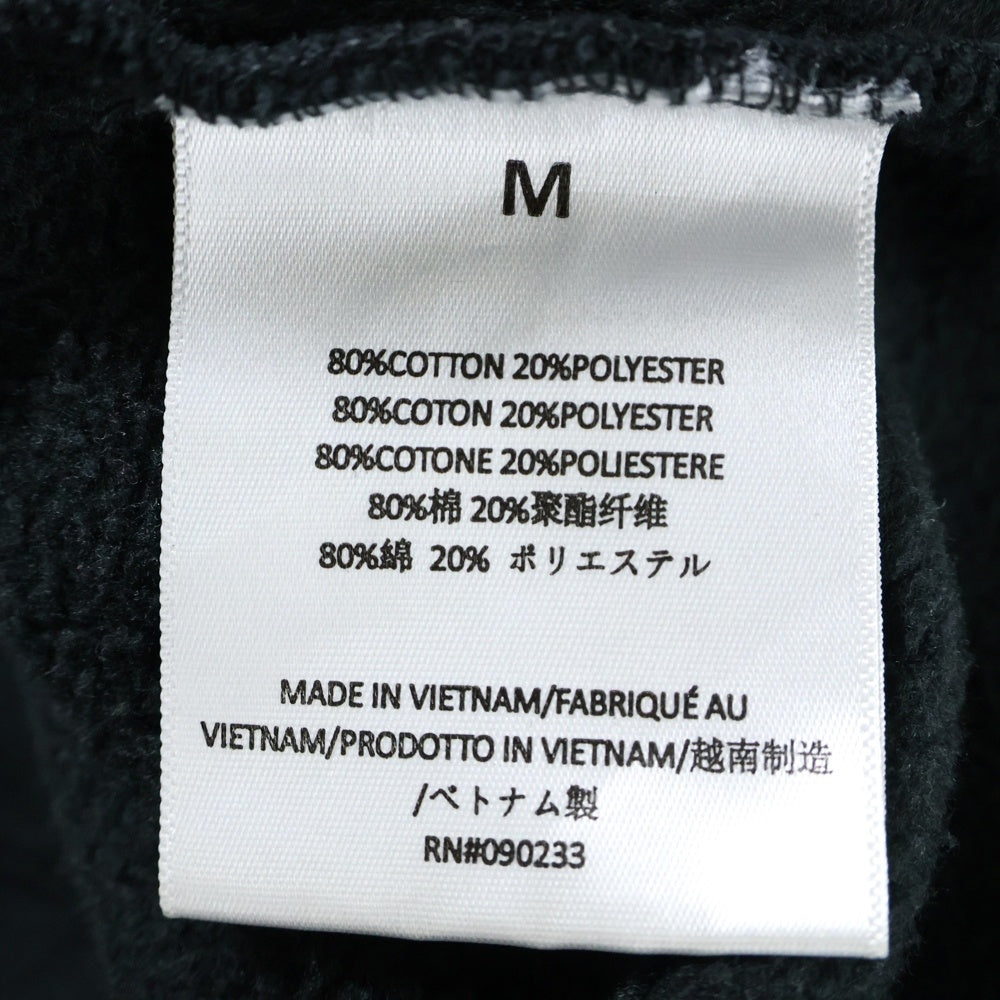 M
80%COTTON 20%POLYESTER
80%COTON 20%POLYESTER
80%COTONE 20%POLIESTERE
80%棉 20%聚酯纤维
80%綿 20% ポリエステル
MADE IN VIETNAM/FABRIQUÉ AU
VIETNAM/PRODOTTO IN VIETNAM/越南制造
/ベトナム製
RN#090233